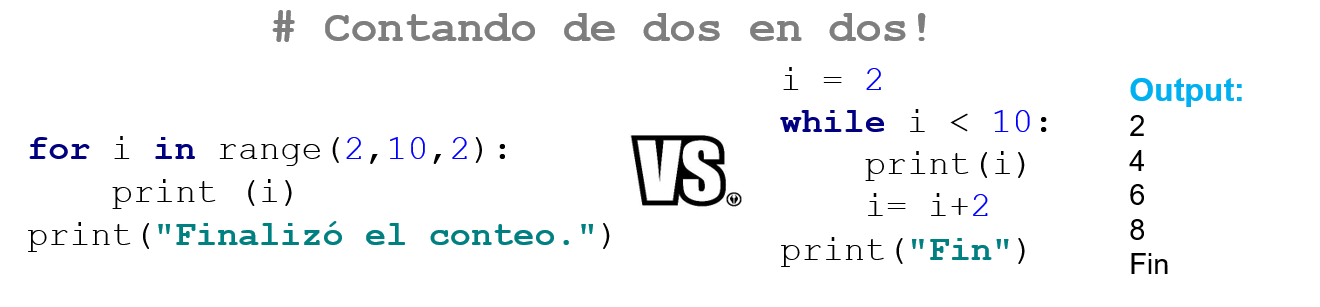 # Contando de dos en dos!
for i in range(2,10,2):
    print (i)
print("Finalizó el conteo.")
VS.
i = 2
while i < 10:
    print(i)
    i= i+2
print("Fin")
Output:
2
4
6
8
Fin